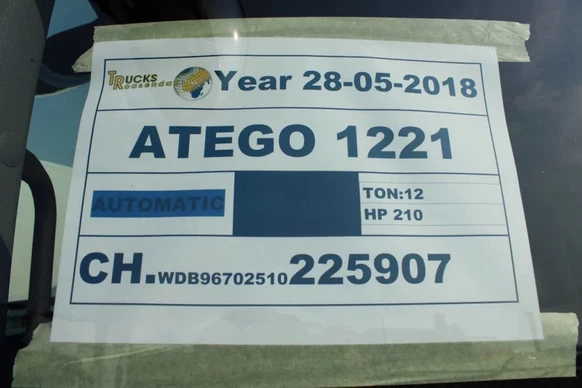 TRUCKS
Roosendaal
Year 28-05-2018
ATEGO 1221
AUTOMATIC
TON:12
HP 210
CH.WDB96702510225907